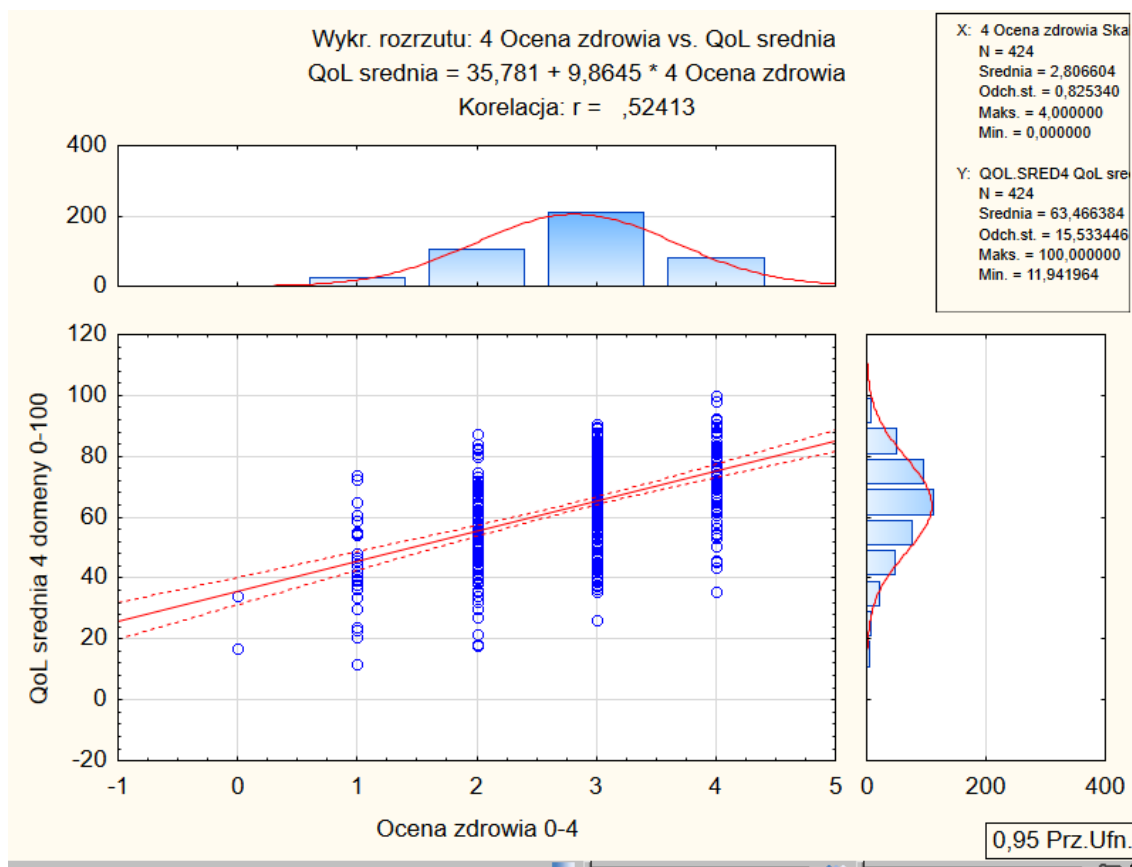 Wykr. rozrzutu: 4 Ocena zdrowia vs. QoL srednia
QoL srednia = 35,781 + 9,8645 * 4 Ocena zdrowia
Korelacja: r = ,52413
X: 4 Ocena zdrowia Ska
N = 424
Srednia = 2,806604
Odch.st. = 0,825340
Maks. = 4,000000
Min. = 0,000000
Y: QOL.SRED4 QoL sre
N = 424
Srednia = 63,466384
Odch.st. = 15,533446
Maks. = 100,000000
Min. = 11,941964
400
200
0
120
100
80
60
40
20
0
-20
QoL srednia 4 domeny 0-100
-1 0 1 2 3 4 5
0 200 400
Ocena zdrowia 0-4
0,95 Prz.Ufn.